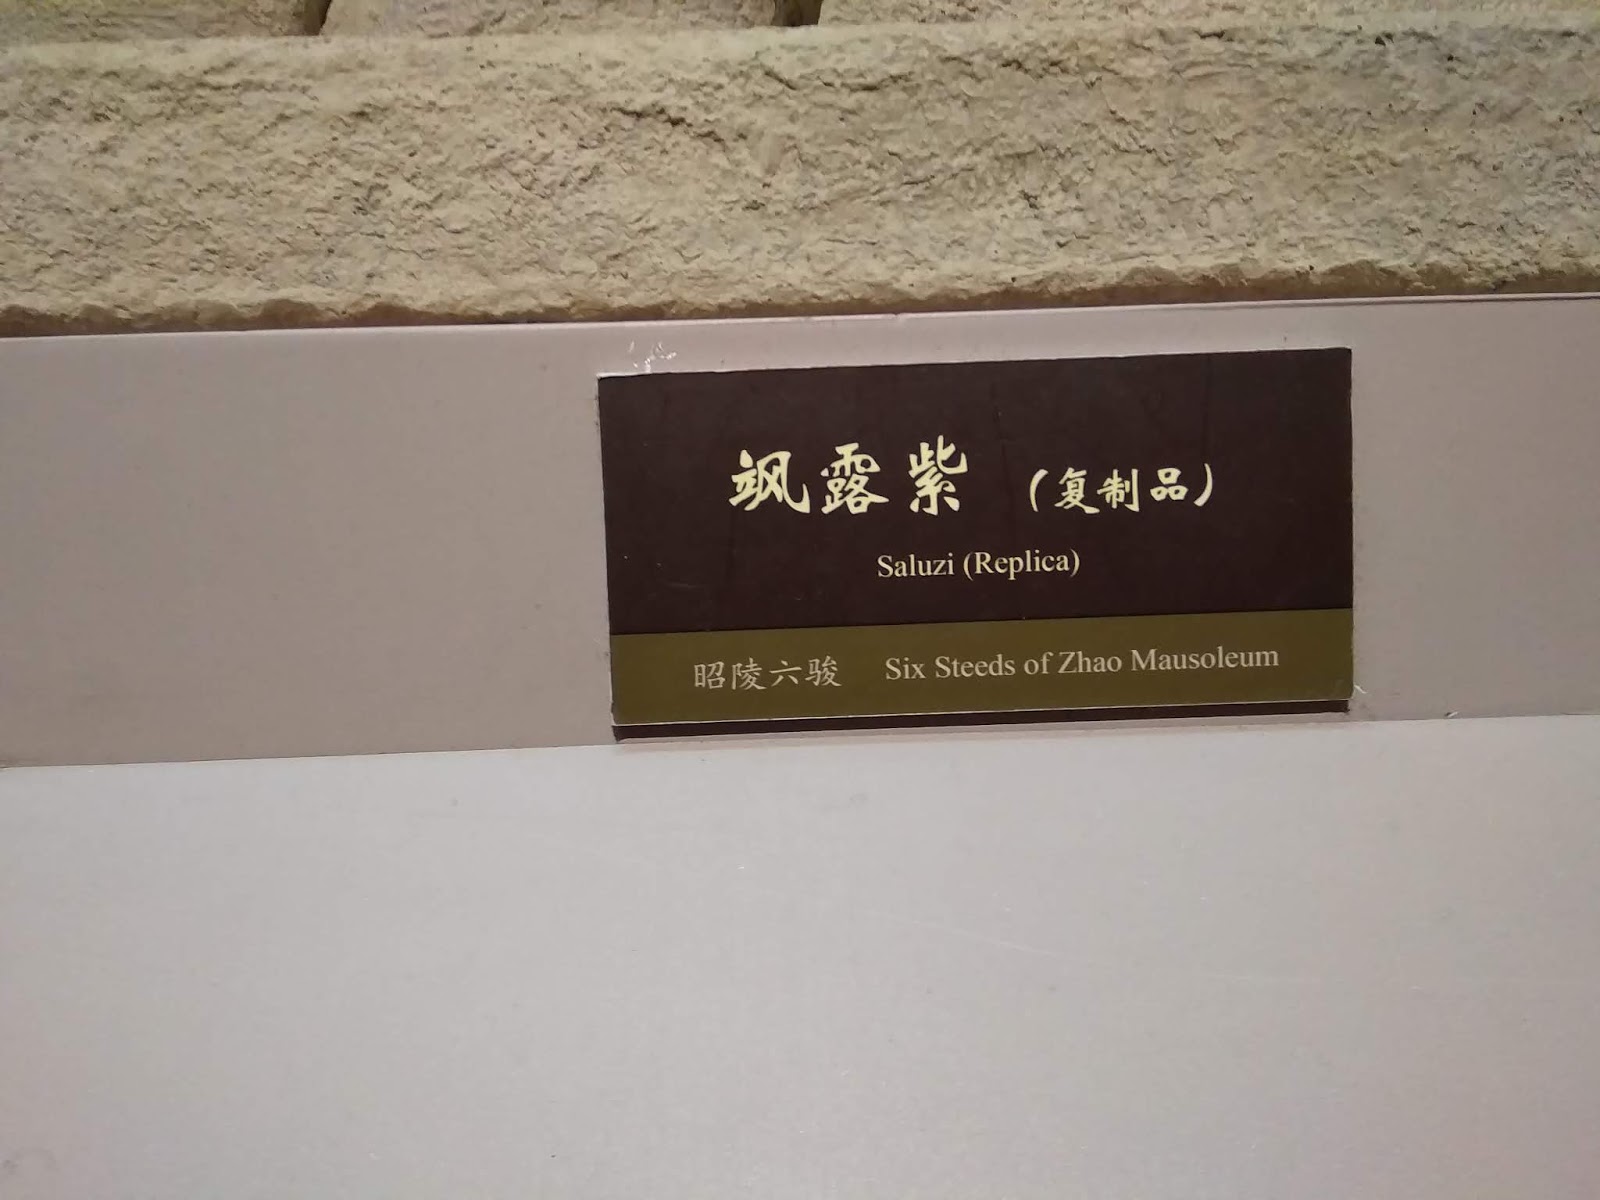 飒露紫 (复制品)
Saluzi (Replica)
昭陵六骏 Six Steeds of Zhao Mausoleum